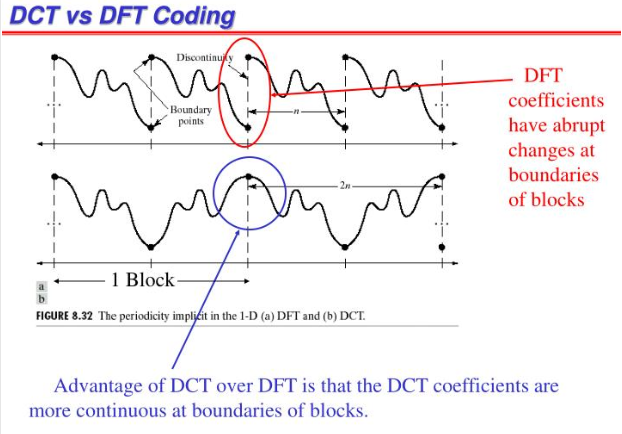 DCT vs DFT Coding
Discontinuity
Boundary
points
n
DFT
coefficients
have abrupt
changes at
boundaries
of blocks
2n
1 Block
a
b
FIGURE 8.32 The periodicity implicit in the 1-D (a) DFT and (b) DCT.
Advantage of DCT over DFT is that the DCT coefficients are
more continuous at boundaries of blocks.